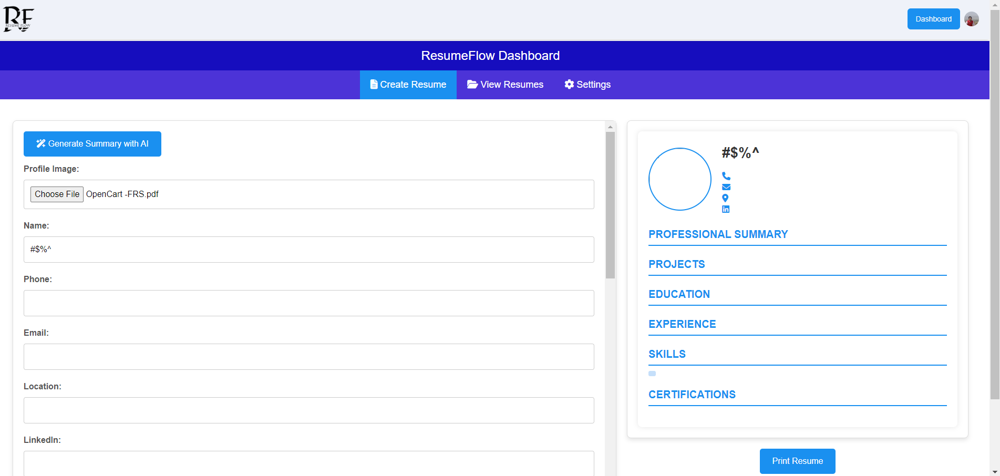 RF
RESUME FLOW
Dashboard
ResumeFlow Dashboard
Create Resume
View Resumes
Settings
Generate Summary with AI
Profile Image:
Choose File OpenCart -FRS.pdf
Name:
#$%^
Phone:
Email:
Location:
LinkedIn:
#$%^
in
PROFESSIONAL SUMMARY
PROJECTS
EDUCATION
EXPERIENCE
SKILLS
CERTIFICATIONS
Print Resume